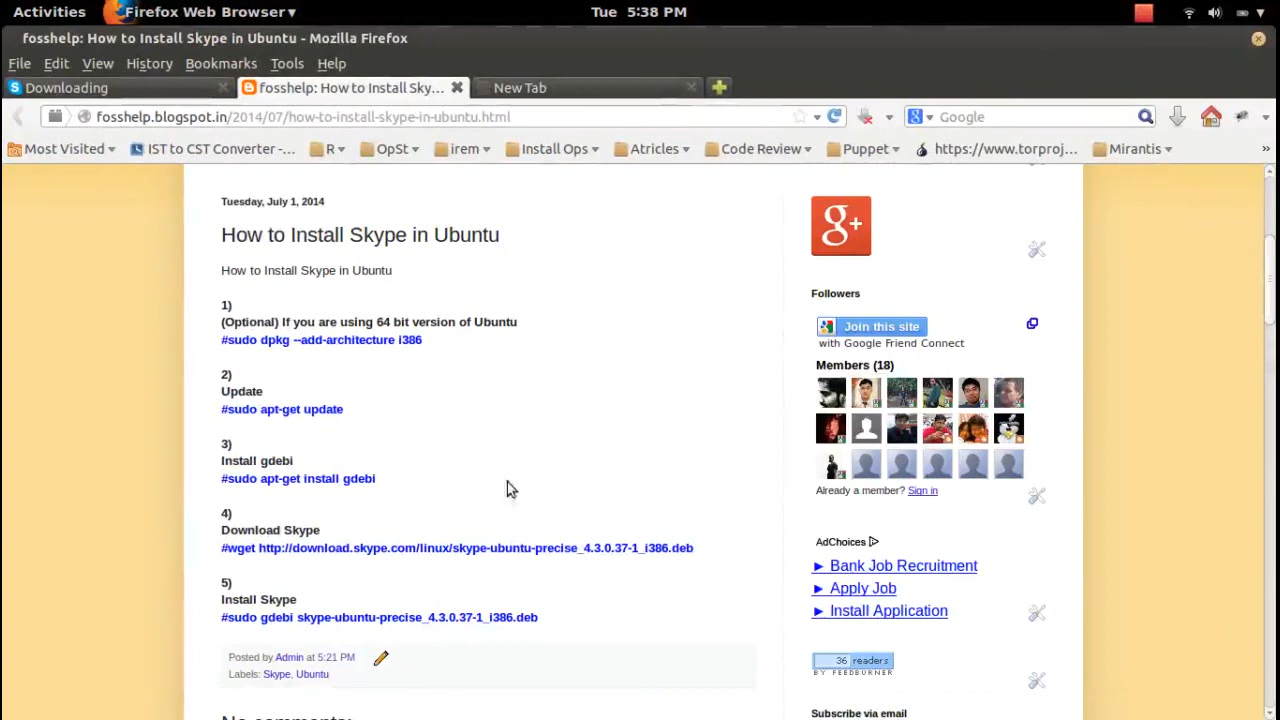 Activities Firefox Web Browser ▾ Tue 5:38 PM
fosshelp: How to Install Skype in Ubuntu - Mozilla Firefox
File Edit View History Bookmarks Tools Help
Downloading fosshelp: How to Install Sky... New Tab
fosshelp.blogspot.in/2014/07/how-to-install-skype-in-ubuntu.html Google
Most Visited IST to CST Converter -... R OpSt irem Install Ops Atricles Code Review Puppet https://www.torproj... Mirantis »
Tuesday, July 1, 2014
How to Install Skype in Ubuntu
How to Install Skype in Ubuntu
1)
(Optional) If you are using 64 bit version of Ubuntu
#sudo dpkg --add-architecture i386
2)
Update
#sudo apt-get update
3)
Install gdebi
#sudo apt-get install gdebi
4)
Download Skype
#wget http://download.skype.com/linux/skype-ubuntu-precise_4.3.0.37-1_i386.deb
5)
Install Skype
#sudo gdebi skype-ubuntu-precise_4.3.0.37-1_i386.deb
Posted by Admin at 5:21 PM
Labels: Skype, Ubuntu
No comments:
g+
Followers
Join this site
with Google Friend Connect
Members (18)
Already a member? Sign in
AdChoices
► Bank Job Recruitment
► Apply Job
► Install Application
36 readers
BY FEEDBURNER
Subscribe via email